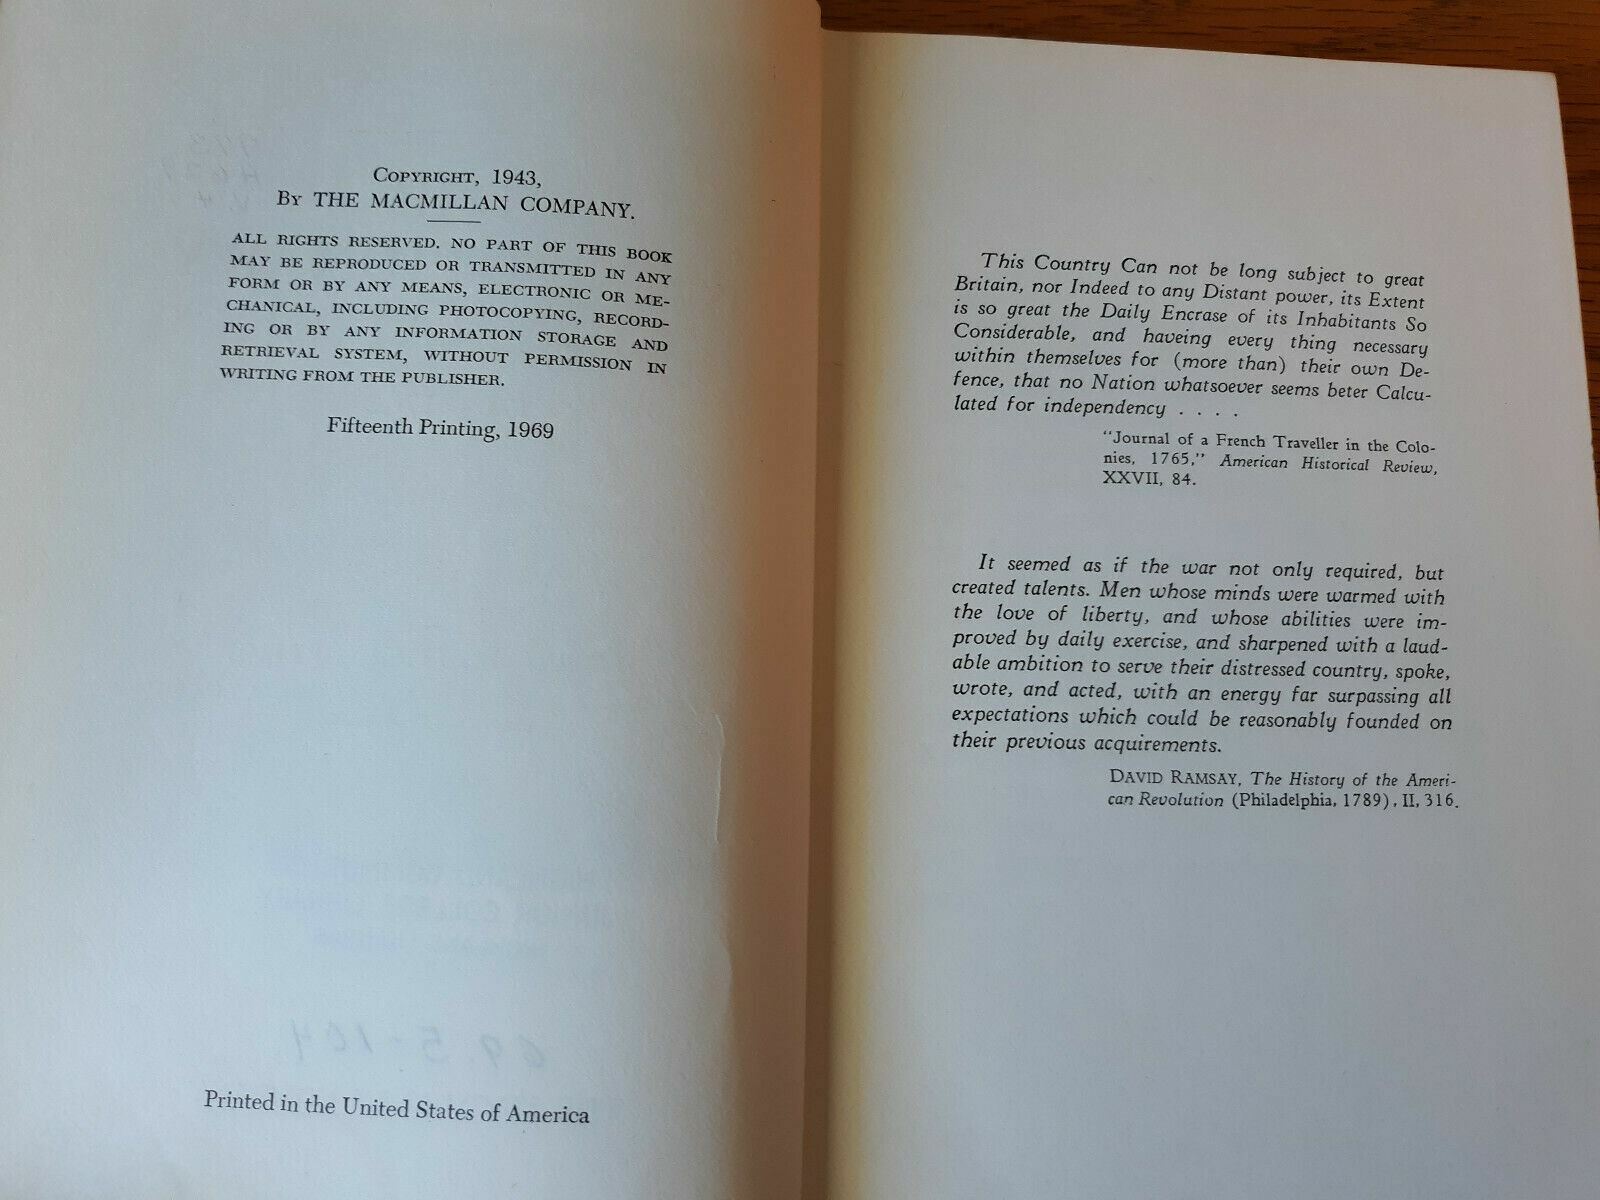 COPYRIGHT, 1943,
BY THE MACMILLAN COMPANY.
ALL RIGHTS RESERVED. NO PART OF THIS BOOK
MAY BE REPRODUCED OR TRANSMITTED IN ANY
FORM OR BY ANY MEANS, ELECTRONIC OR ME-
CHANICAL, INCLUDING PHOTOCOPYING, RECORD-
ING OR BY ANY INFORMATION STORAGE AND
RETRIEVAL SYSTEM, WITHOUT PERMISSION IN
WRITING FROM THE PUBLISHER.
Fifteenth Printing, 1969
Printed in the United States of America
This Country Can not be long subject to great
Britain, nor Indeed to any Distant power, its Extent
is so great the Daily Encrase of its Inhabitants So
Considerable, and haveing every thing necessary
within themselves for (more than) their own De-
fence, that no Nation whatsoever seems beter Calcu-
lated for independency . . . .
"Journal of a French Traveller in the Colo-
nies, 1765," American Historical Review,
XXVII, 84.
It seemed as if the war not only required, but
created talents. Men whose minds were warmed with
the love of liberty, and whose abilities were im-
proved by daily exercise, and sharpened with a laud-
able ambition to serve their distressed country, spoke,
wrote, and acted, with an energy far surpassing all
expectations which could be reasonably founded on
their previous acquirements.
DAVID RAMSAY, The History of the Ameri-
can Revolution (Philadelphia, 1789), II, 316.